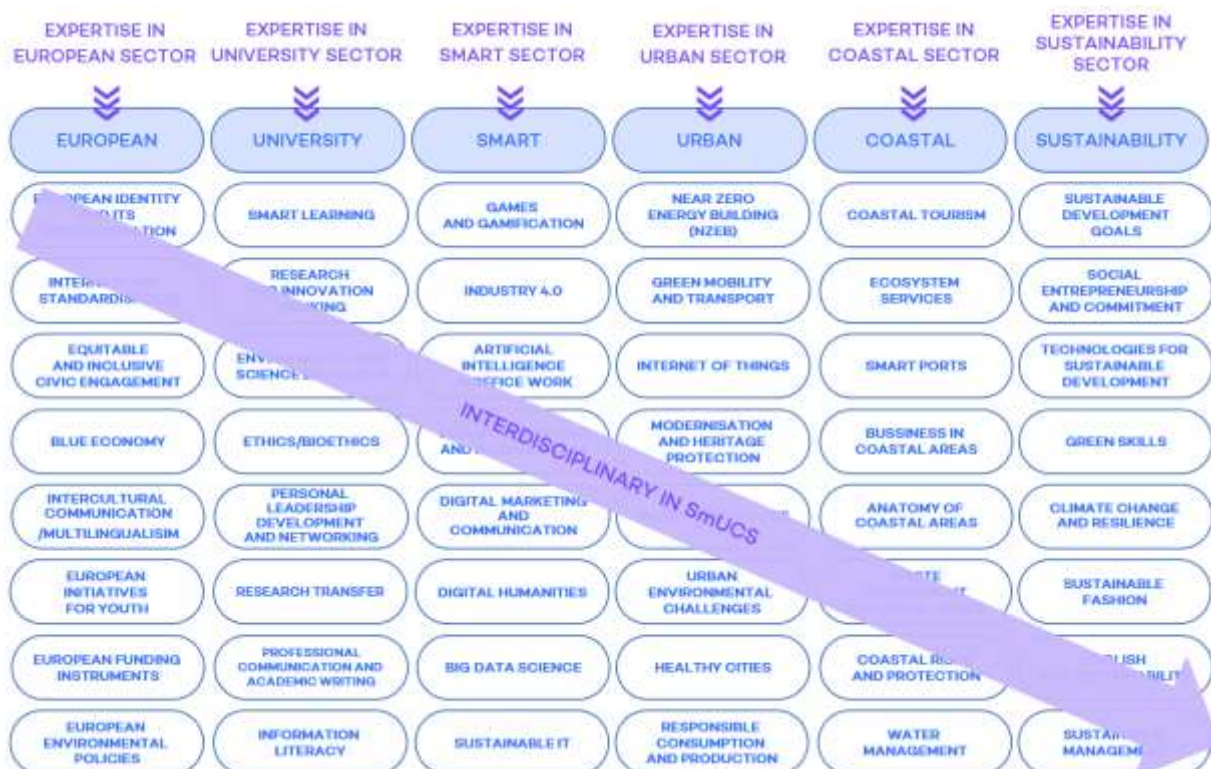 EXPERTISE IN
EUROPEAN SECTOR
EXPERTISE IN
UNIVERSITY SECTOR
EXPERTISE IN
SMART SECTOR
EXPERTISE IN
URBAN SECTOR
EXPERTISE IN
COASTAL SECTOR
EXPERTISE IN
SUSTAINABILITY
SECTOR
EUROPEAN
UNIVERSITY
SMART
URBAN
COASTAL
SUSTAINABILITY
IDENTITY
SMART LEARNING
GAMES
AND GAMIFICATION
NEAR ZERO
ENERGY BUILDING
(NZEB)
COASTAL TOURISM
SUSTAINABLE
DEVELOPMENT
GOALS
RESEARCH
INNOVATION
INDUSTRY 4.0
GREEN MOBILITY
AND TRANSPORT
ECOSYSTEM
SERVICES
SOCIAL
ENTREPRENEURSHIP
AND COMMITMENT
EQUITABLE
AND INCLUSIVE
CIVIC ENGAGEMENT
SCIENCE
ARTIFICIAL
INTELLIGENCE
OFFICE WORK
INTERNET OF THINGS
SMART PORTS
TECHNOLOGIES FOR
SUSTAINABLE
DEVELOPMENT
BLUE ECONOMY
ETHICS/BIOETHICS
AND
MODERNISATION
AND HERITAGE
PROTECTION
BUSSINESS IN
COASTAL AREAS
GREEN SKILLS
INTERCULTURAL
COMMUNICATION
/MULTILINGUALISIM
PERSONAL
LEADERSHIP
DEVELOPMENT
AND NETWORKING
DIGITAL MARKETING
AND
COMMUNICATION
ANATOMY OF
COASTAL AREAS
CLIMATE CHANGE
AND RESILIENCE
EUROPEAN
INITIATIVES
FOR YOUTH
RESEARCH TRANSFER
DIGITAL HUMANITIES
URBAN
ENVIRONMENTAL
CHALLENGES
SUSTAINABLE
FASHION
EUROPEAN FUNDING
INSTRUMENTS
PROFESSIONAL
COMMUNICATION AND
ACADEMIC WRITING
BIG DATA SCIENCE
HEALTHY CITIES
COASTAL
AND PROTECTION
EUROPEAN
ENVIRONMENTAL
POLICIES
INFORMATION
LITERACY
SUSTAINABLE IT
RESPONSIBLE
CONSUMPTION
AND PRODUCTION
WATER
MANAGEMENT
INTERDISCIPLINARY IN SmUCS